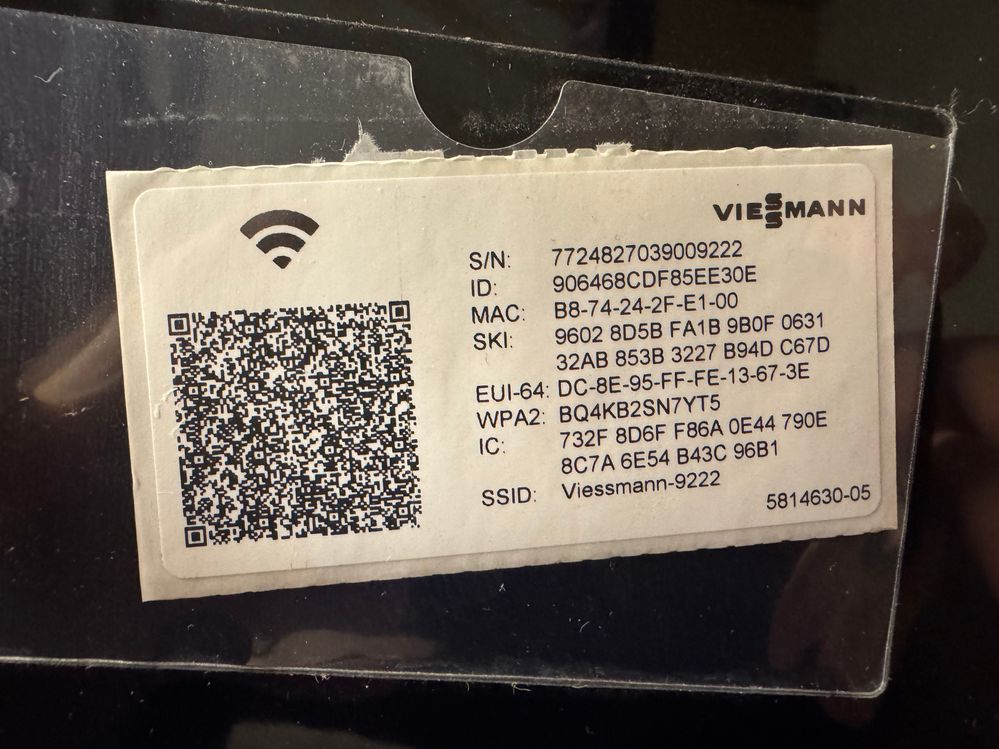 VIESSMANN
S/N: 7724827039009222
ID: 906468CDF85EE30E
MAC: B8-74-24-2F-E1-00
SKI: 9602 8D5B FA1B 9B0F 0631
32AB 853B 3227 B94D C67D
EUI-64: DC-8E-95-FF-FE-13-67-3E
WPA2: BQ4KB2SN7YT5
IC: 732F 8D6F F86A 0E44 790E
8C7A 6E54 B43C 96B1
SSID: Viessmann-9222
5814630-05